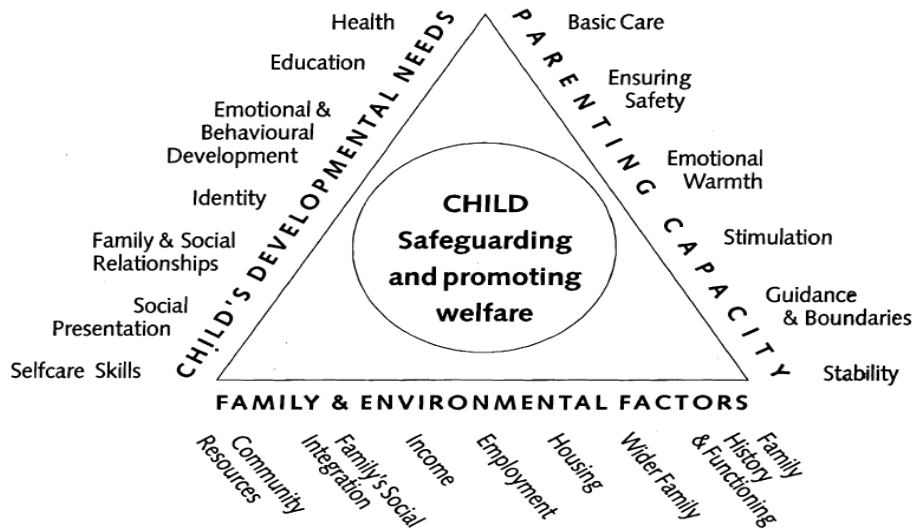 Health
Education
Emotional &
Behavioural
Development
Identity
Family & Social
Relationships
Social
Presentation
Selfcare Skills
CHILD'S DEVELOPMENTAL NEEDS
PARENTING CAPACITY
Basic Care
Ensuring
Safety
Emotional
Warmth
Stimulation
Guidance
& Boundaries
Stability
CHILD
Safeguarding
and promoting
welfare
FAMILY & ENVIRONMENTAL FACTORS
Community
Resources
Family's Social
Integration
Income
Employment
Housing
Wider Family
Family
History
& Functioning